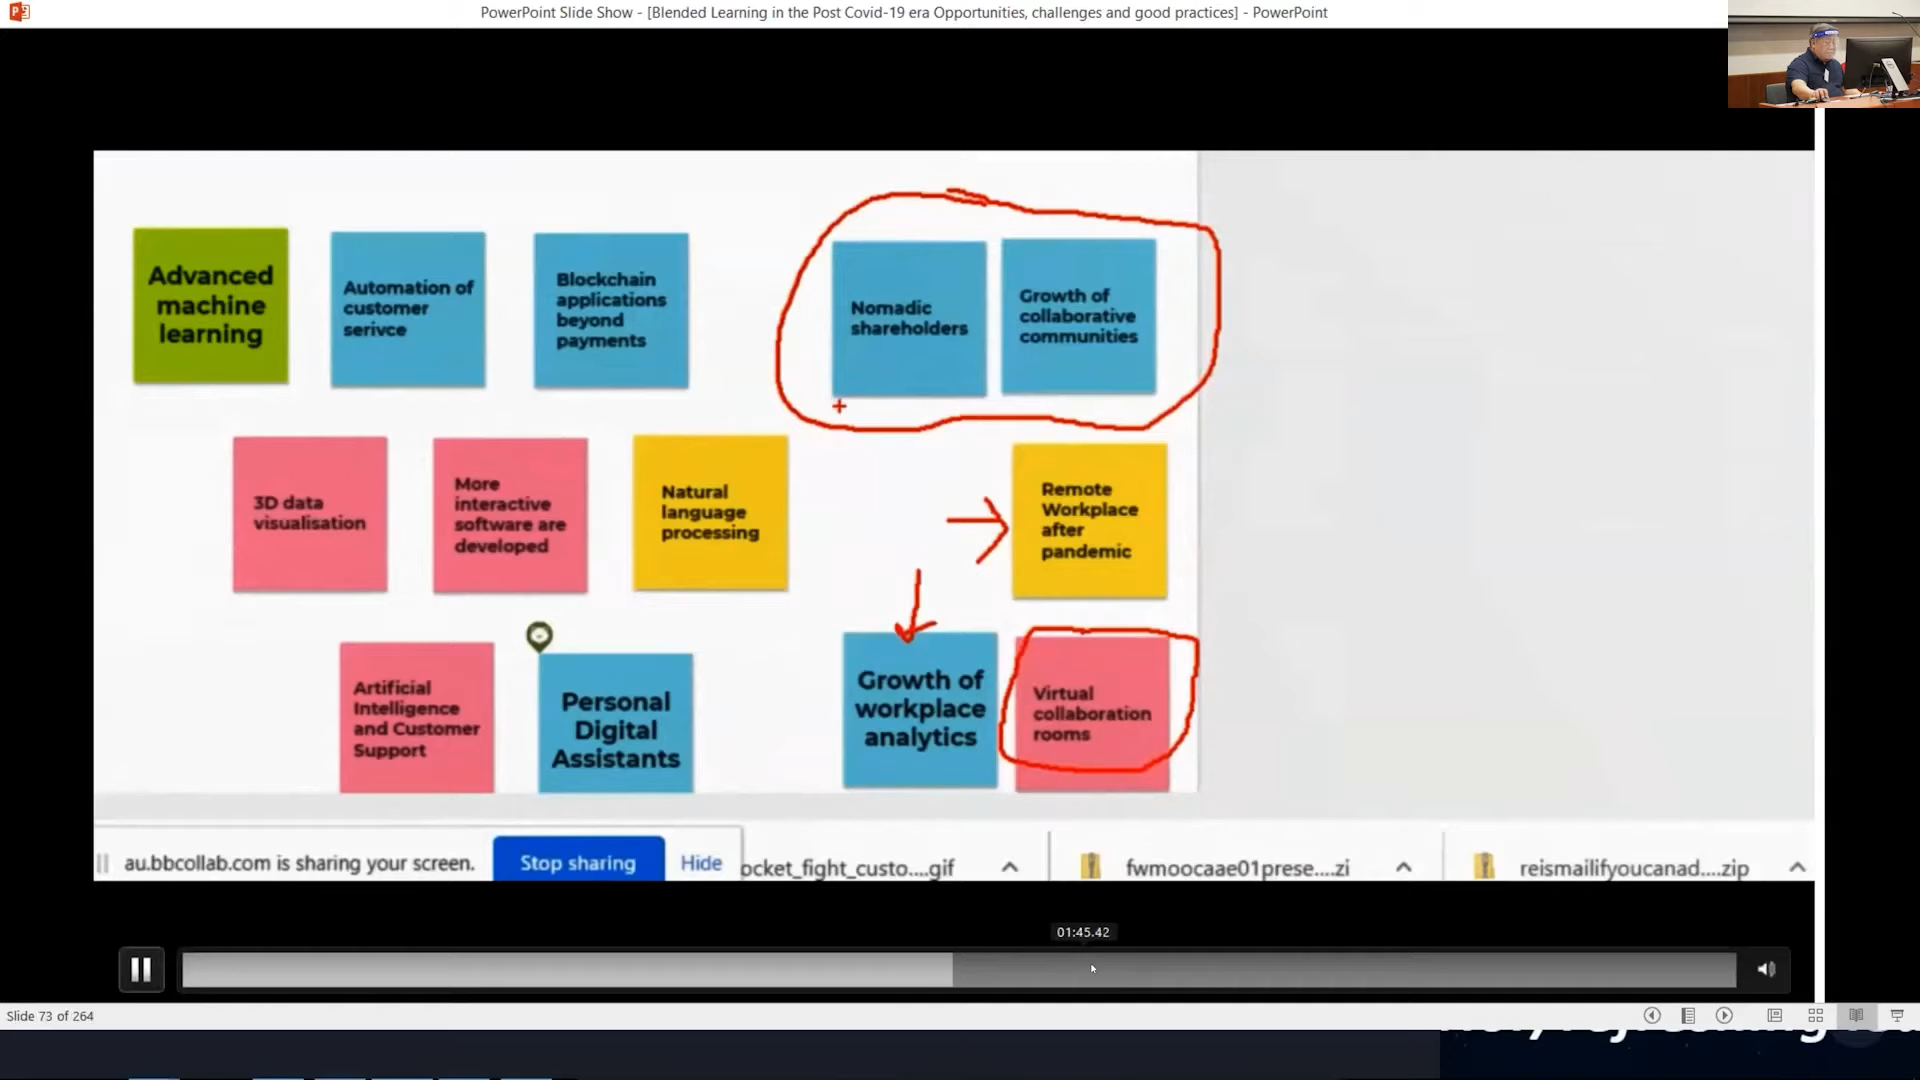 PowerPoint Slide Show - [Blended Learning in the Post Covid-19 era Opportunities, challenges and good practices] - PowerPoint
Advanced
machine
learning
Automation of
customer
serivce
Blockchain
applications
beyond
payments
Nomadic
shareholders
Growth of
collaborative
communities
3D data
visualisation
More
interactive
software are
developed
Natural
language
processing
Remote
Workplace
after
pandemic
Artificial
Intelligence
and Customer
Support
Personal
Digital
Assistants
Growth of
workplace
analytics
Virtual
collaboration
rooms
au.bbcollab.com is sharing your screen.
Stop sharing
Hide
ocket_fight_custo....gif
fwmoocaae01prese....zi
reismailifyoucanad....zip
01:45.42
Slide 73 of 264